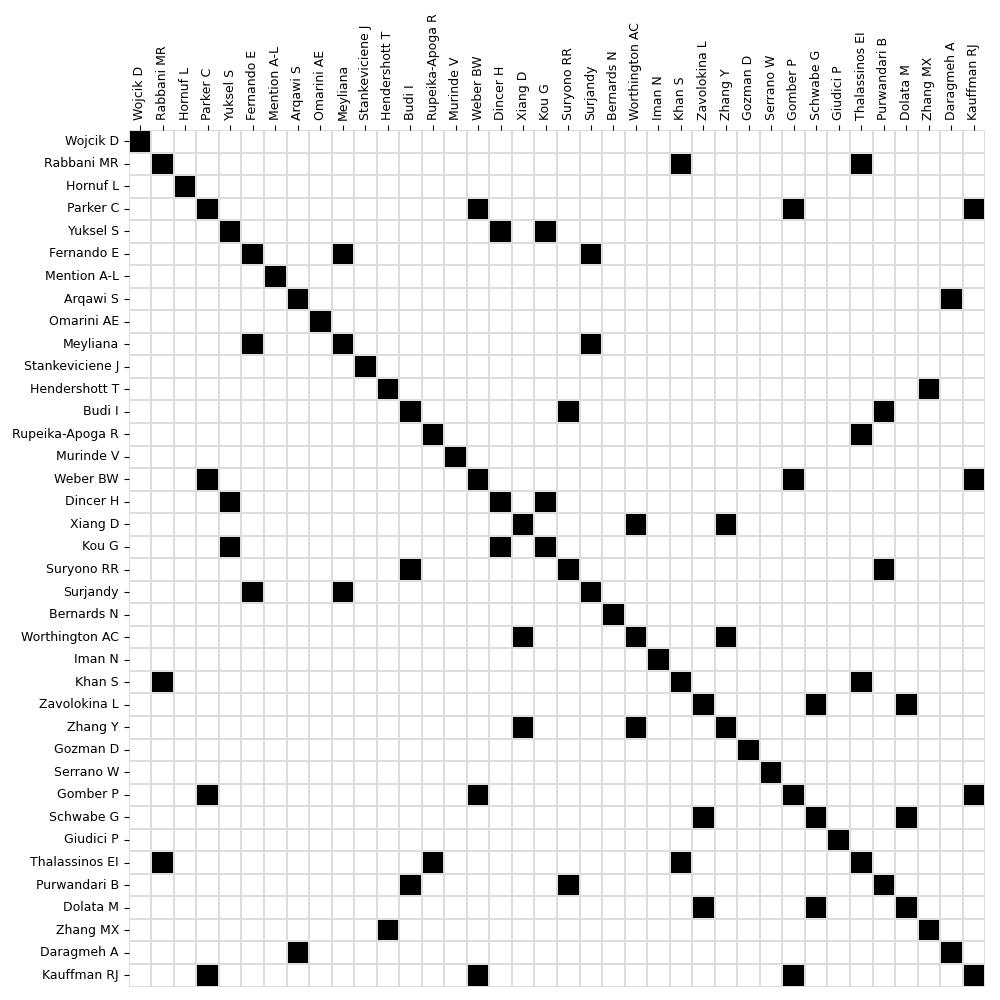 Wojcik D
Rabbani MR
Hornuf L
Parker C
Yuksel S
Fernando E
Mention A-L
Arqawi S
Omarini AE
Meyliana
Stankeviciene J
Hendershott T
Budi I
Rupeika-Apoga R
Murinde V
Weber BW
Dincer H
Xiang D
Kou G
Suryono RR
Surjandy
Bernards N
Worthington AC
Iman N
Khan S
Zavolokina L
Zhang Y
Gozman D
Serrano W
Gomber P
Schwabe G
Giudici P
Thalassinos EI
Purwandari B
Dolata M
Zhang MX
Daragmeh A
Kauffman RJ
Wojcik D
Rabbani MR
Hornuf L
Parker C
Yuksel S
Fernando E
Mention A-L
Arqawi S
Omarini AE
Meyliana
Stankeviciene J
Hendershott T
Budi I
Rupeika-Apoga R
Murinde V
Weber BW
Dincer H
Xiang D
Kou G
Suryono RR
Surjandy
Bernards N
Worthington AC
Iman N
Khan S
Zavolokina L
Zhang Y
Gozman D
Serrano W
Gomber P
Schwabe G
Giudici P
Thalassinos EI
Purwandari B
Dolata M
Zhang MX
Daragmeh A
Kauffman RJ